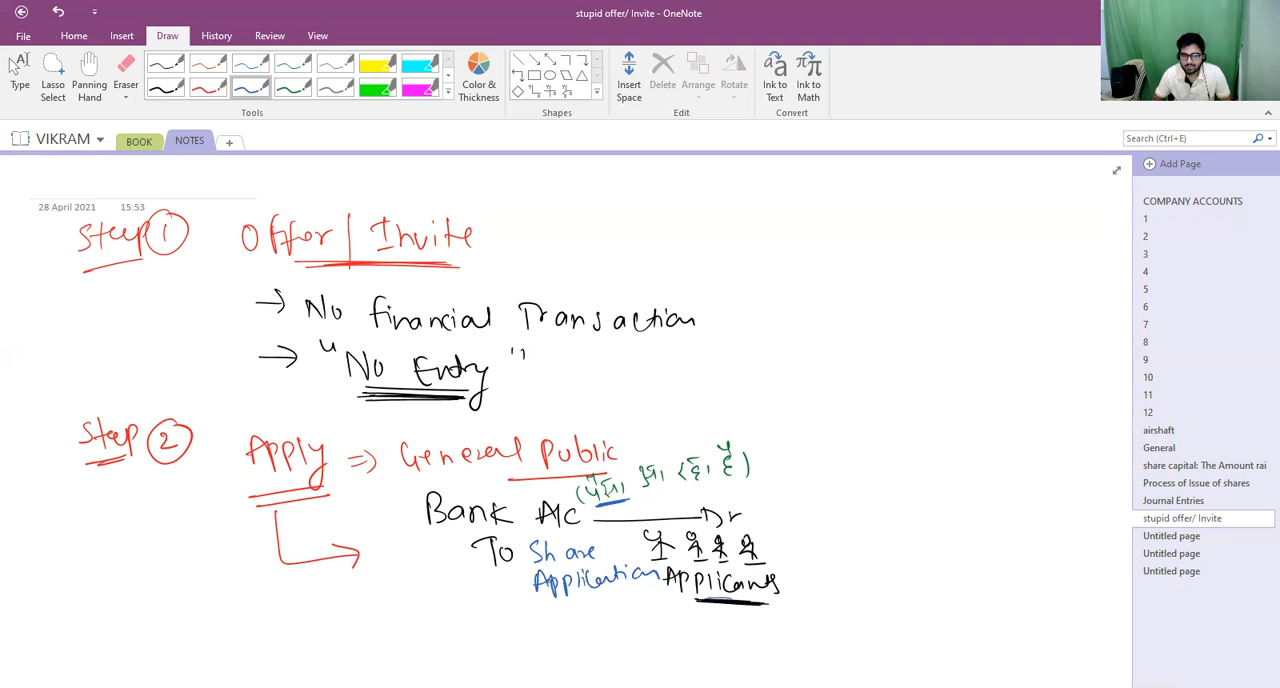 stupid offer/ Invite - OneNote
File
Home
Insert
Draw
History
Review
View
Type
Lasso Select
Panning Hand
Eraser
Color & Thickness
Insert Space
Delete
Arrange
Rotate
Ink to Text
Ink to Math
Tools
Shapes
Edit
Convert
VIKRAM
BOOK
NOTES
Search (Ctrl+E)
28 April 2021 15:53
Step 1 Offer | Invite
→ No Financial Transaction
→ "No Entry"
Step 2 Apply ⇒ General Public
Bank A/c Dr
To Share
Application Applicants
Add Page
COMPANY ACCOUNTS
1
2
3
4
5
6
7
8
9
10
11
12
airshaft
General
share capital: The Amount rai
Process of Issue of shares
Journal Entries
stupid offer/ Invite
Untitled page
Untitled page
Untitled page